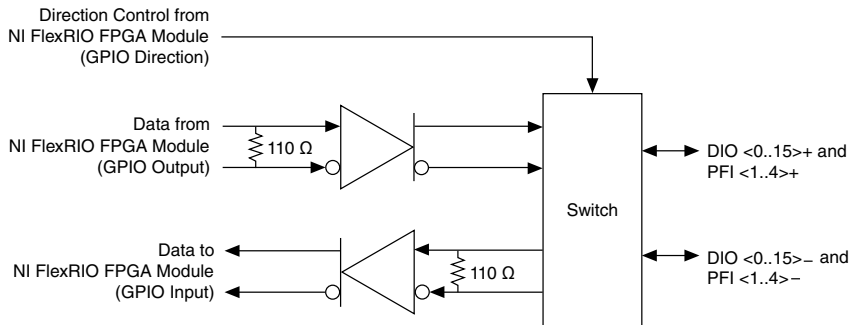 Direction Control from
NI FlexRIO FPGA Module
(GPIO Direction)
Data from
NI FlexRIO FPGA Module
(GPIO Output)
110 Ω
DIO <0..15>+ and
PFI <1..4>+
Switch
Data to
NI FlexRIO FPGA Module
(GPIO Input)
110 Ω
DIO <0..15>− and
PFI <1..4>−